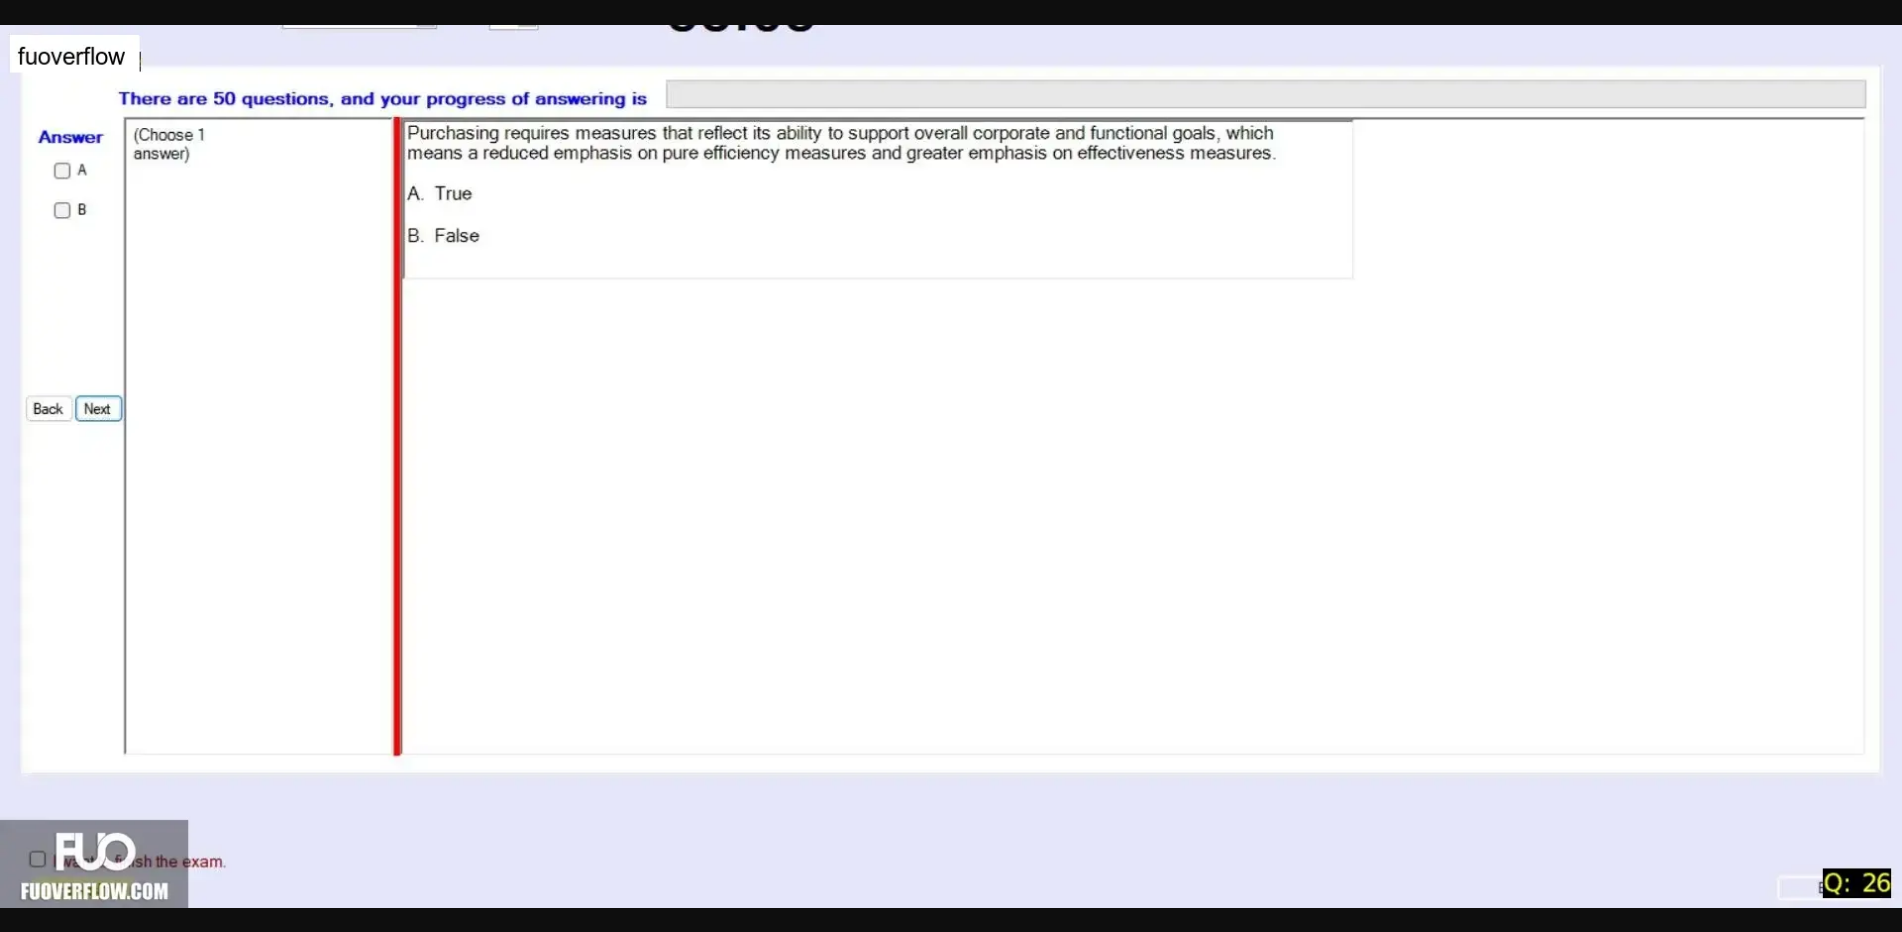 fuoverflow
There are 50 questions, and your progress of answering is
Answer
(Choose 1
answer)
A
B
Purchasing requires measures that reflect its ability to support overall corporate and functional goals, which
means a reduced emphasis on pure efficiency measures and greater emphasis on effectiveness measures.
A. True
B. False
Back Next
FUO
the exam.
FUOVERFLOW.COM
Q: 26